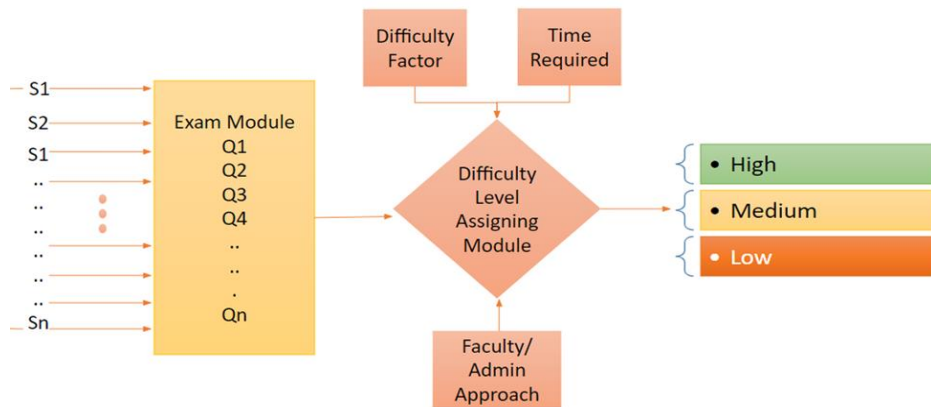 S1
S2
S1
..
..
..
..
..
..
Sn
Exam Module
Q1
Q2
Q3
Q4
..
..
.
Qn
Difficulty
Factor
Time
Required
Difficulty
Level
Assigning
Module
Faculty/
Admin
Approach
• High
• Medium
• Low